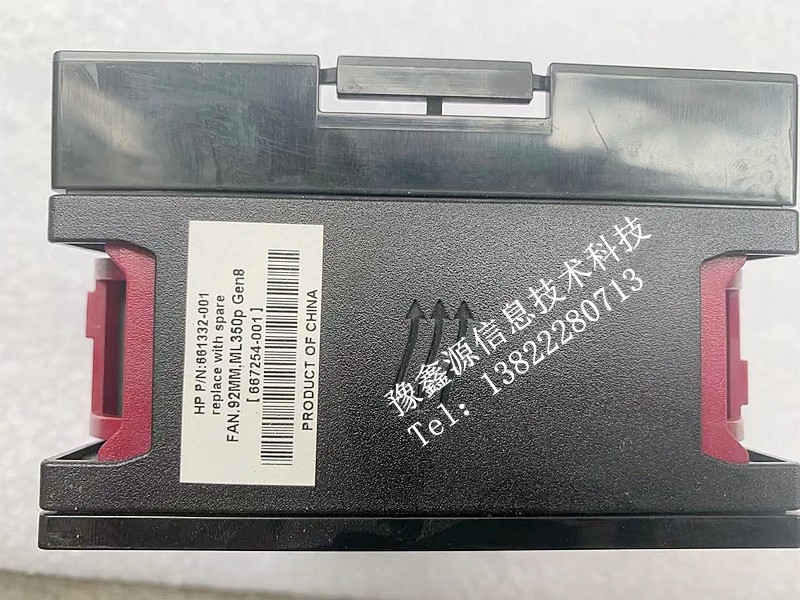 HP P/N:661332-001
replace with spare
FAN,92MM,ML350p Gen8
[ 667254-001 ]
PRODUCT OF CHINA
豫鑫源信息技术科技
Tel: 13822280713